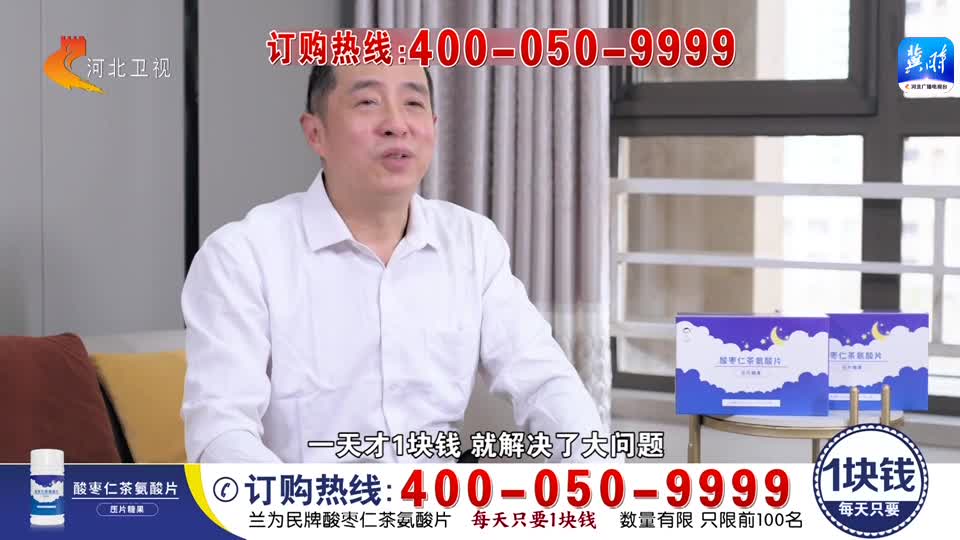 订购热线:400-050-9999
河北卫视
冀时
河北广播电视台
酸枣仁茶氨酸片
压片糖果
酸枣仁茶氨酸片
一天才1块钱 就解决了大问题
酸枣仁茶氨酸片
压片糖果
订购热线:400-050-9999
兰为民牌酸枣仁茶氨酸片 每天只要1块钱 数量有限 只限前100名
1块钱
每天只要